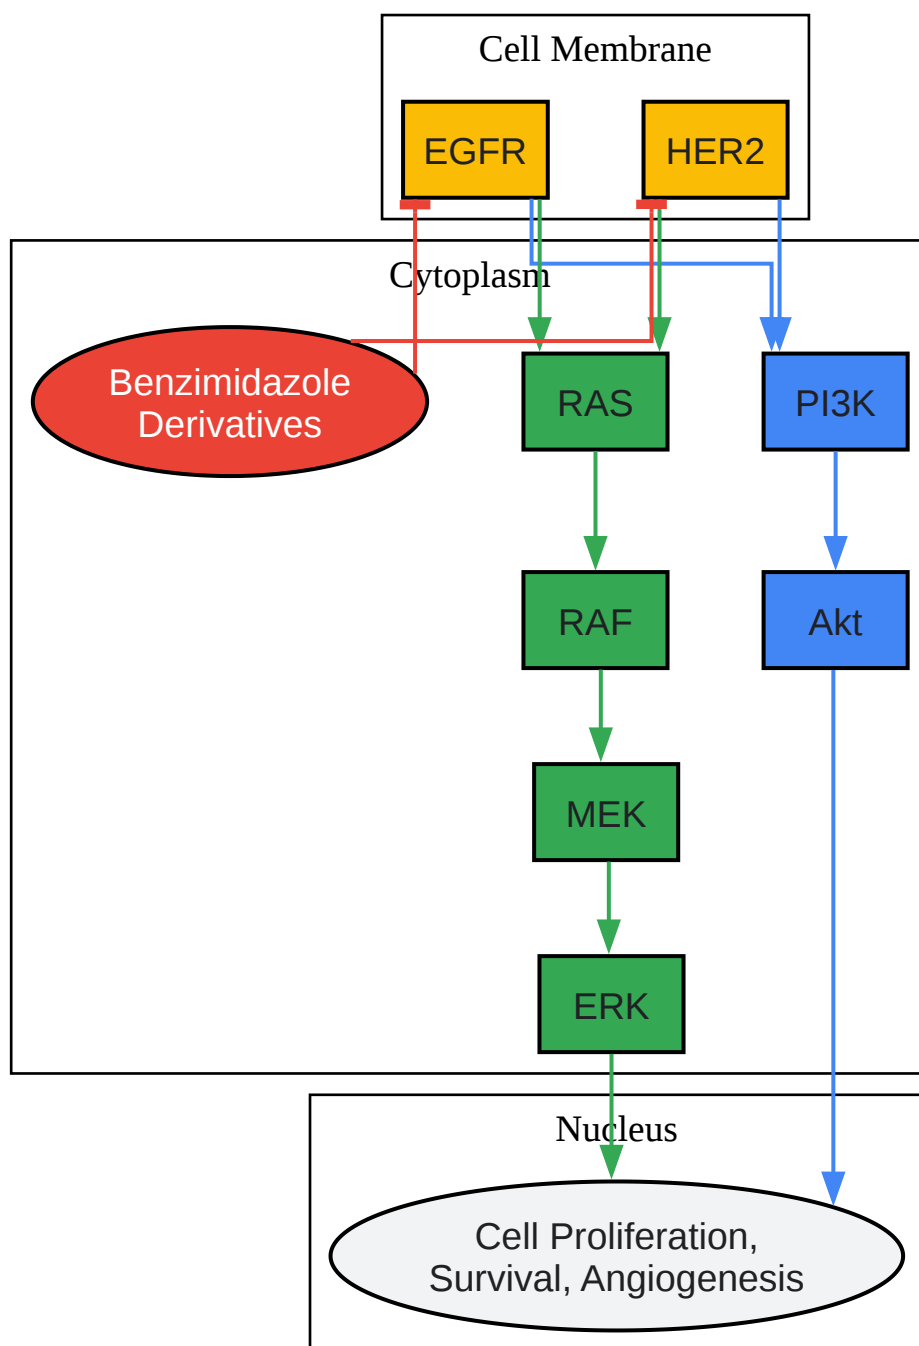 Cell Membrane
EGFR
HER2
Cytoplasm
Benzimidazole
Derivatives
RAS
PI3K
RAF
Akt
MEK
ERK
Nucleus
Cell Proliferation,
Survival, Angiogenesis